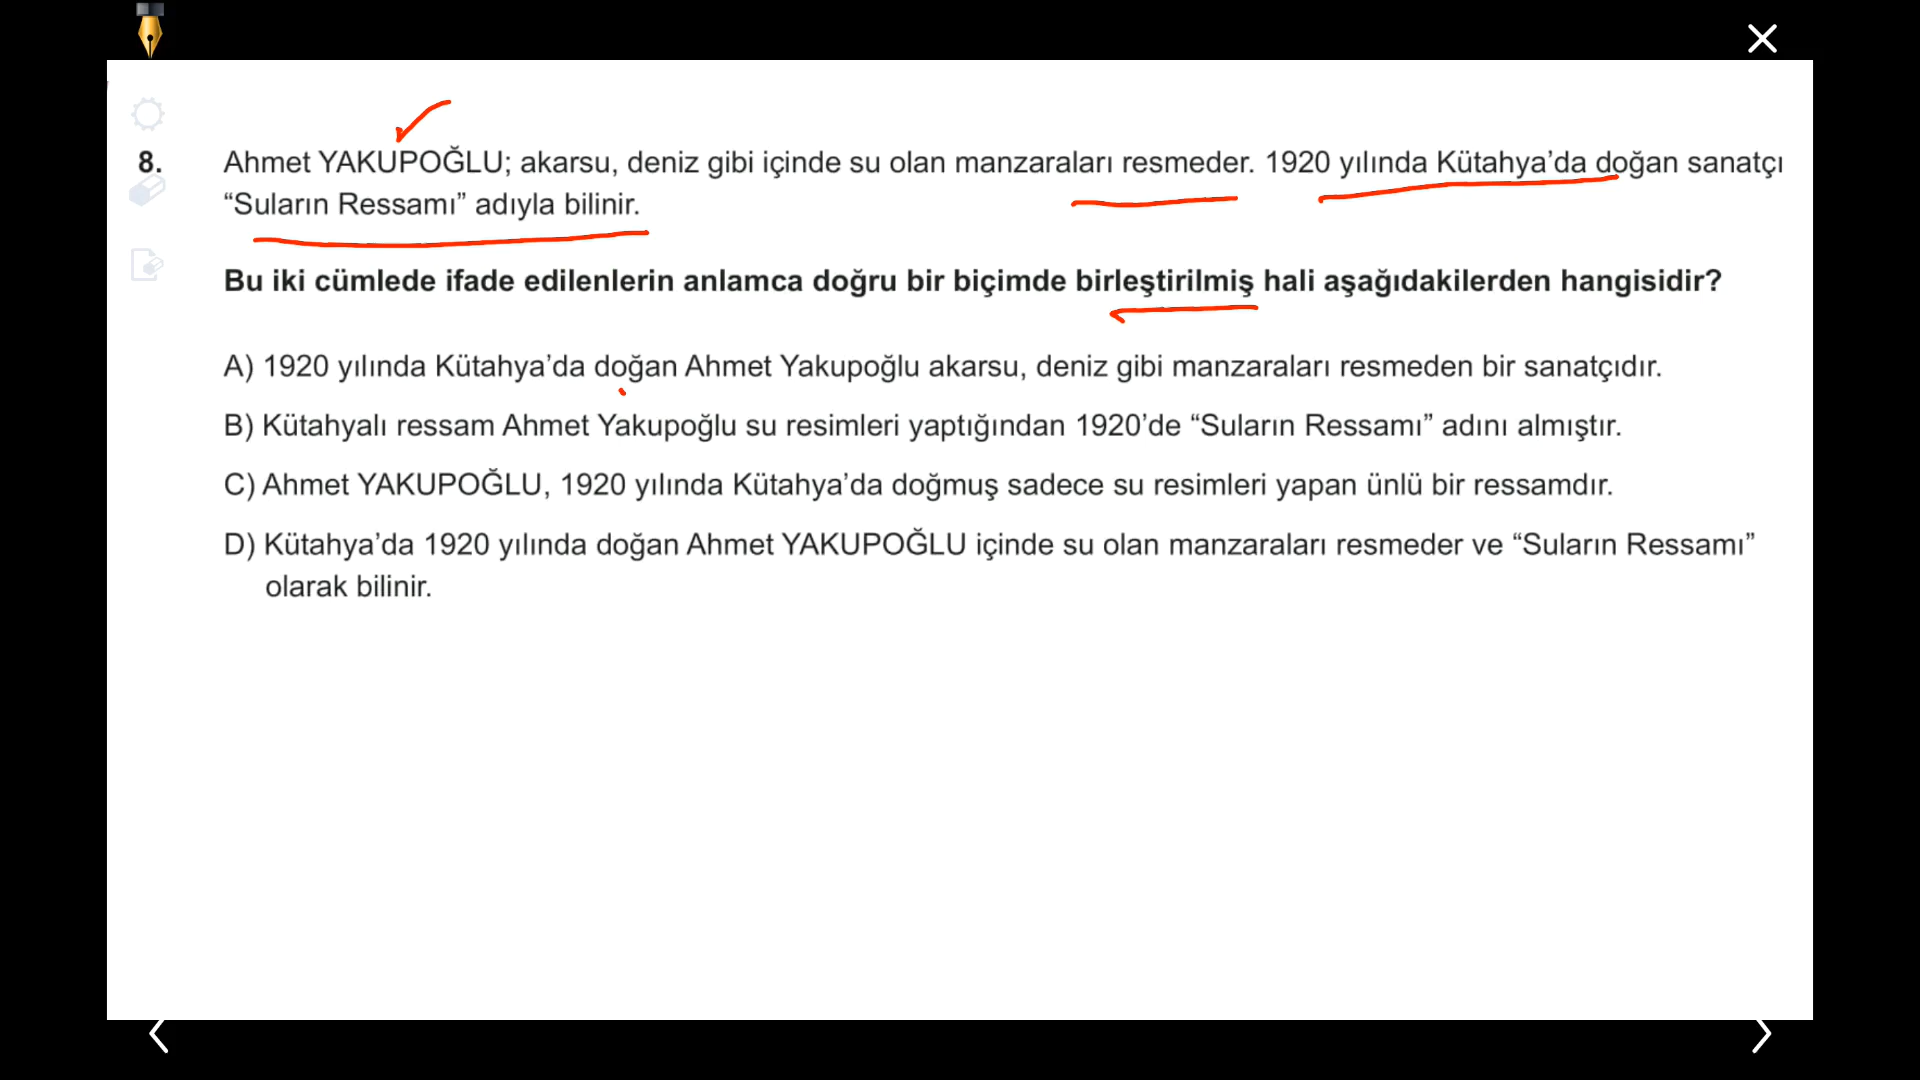 8. Ahmet YAKUPOĞLU; akarsu, deniz gibi içinde su olan manzaraları resmeder. 1920 yılında Kütahya’da doğan sanatçı
“Suların Ressamı” adıyla bilinir.
Bu iki cümlede ifade edilenlerin anlamca doğru bir biçimde birleştirilmiş hali aşağıdakilerden hangisidir?
A) 1920 yılında Kütahya’da doğan Ahmet Yakupoğlu akarsu, deniz gibi manzaraları resmeden bir sanatçıdır.
B) Kütahyalı ressam Ahmet Yakupoğlu su resimleri yaptığından 1920’de “Suların Ressamı” adını almıştır.
C) Ahmet YAKUPOĞLU, 1920 yılında Kütahya’da doğmuş sadece su resimleri yapan ünlü bir ressamdır.
D) Kütahya’da 1920 yılında doğan Ahmet YAKUPOĞLU içinde su olan manzaraları resmeder ve “Suların Ressamı”
olarak bilinir.